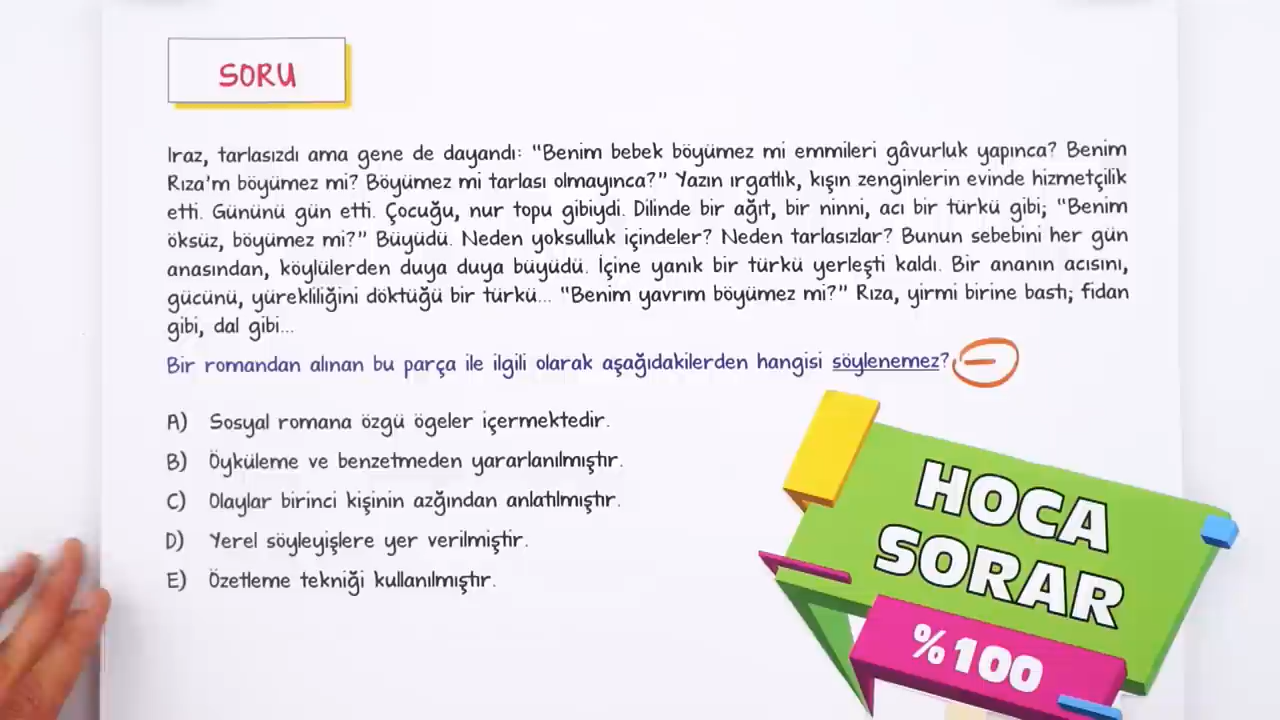 SORU
Iraz, tarlasızdı ama gene de dayandı: "Benim bebek böyümez mi emmileri gâvurluk yapınca? Benim
Rıza'm böyümez mi? Böyümez mi tarlası olmayınca?" Yazın ırgatlık, kışın zenginlerin evinde hizmetçilik
etti. Gününü gün etti. Çocuğu, nur topu gibiydi. Dilinde bir ağıt, bir ninni, acı bir türkü gibi; "Benim
öksüz, böyümez mi?" Büyüdü. Neden yoksulluk içindeler? Neden tarlasızlar? Bunun sebebini her gün
anasından, köylülerden duya duya büyüdü. İçine yanık bir türkü yerleşti kaldı. Bir ananın acısını,
gücünü, yürekliliğini döktüğü bir türkü... "Benim yavrım böyümez mi?" Rıza, yirmi birine bastı; fidan
gibi, dal gibi...
Bir romandan alınan bu parça ile ilgili olarak aşağıdakilerden hangisi söylenemez?
A) Sosyal romana özgü ögeler içermektedir.
B) Öyküleme ve benzetmeden yararlanılmıştır.
C) Olaylar birinci kişinin azğından anlatılmıştır.
D) Yerel söyleyişlere yer verilmiştir.
E) Özetleme tekniği kullanılmıştır.
HOCA
SORAR
%100